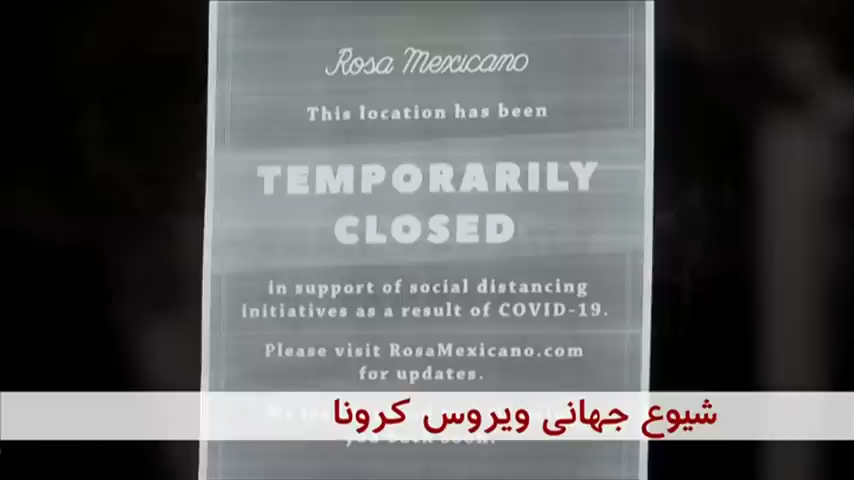 Rosa Mexicano
This location has been
TEMPORARILY
CLOSED
in support of social distancing
initiatives as a result of COVID-19.
Please visit RosaMexicano.com
for updates.
شیوع جهانی ویروس کرونا